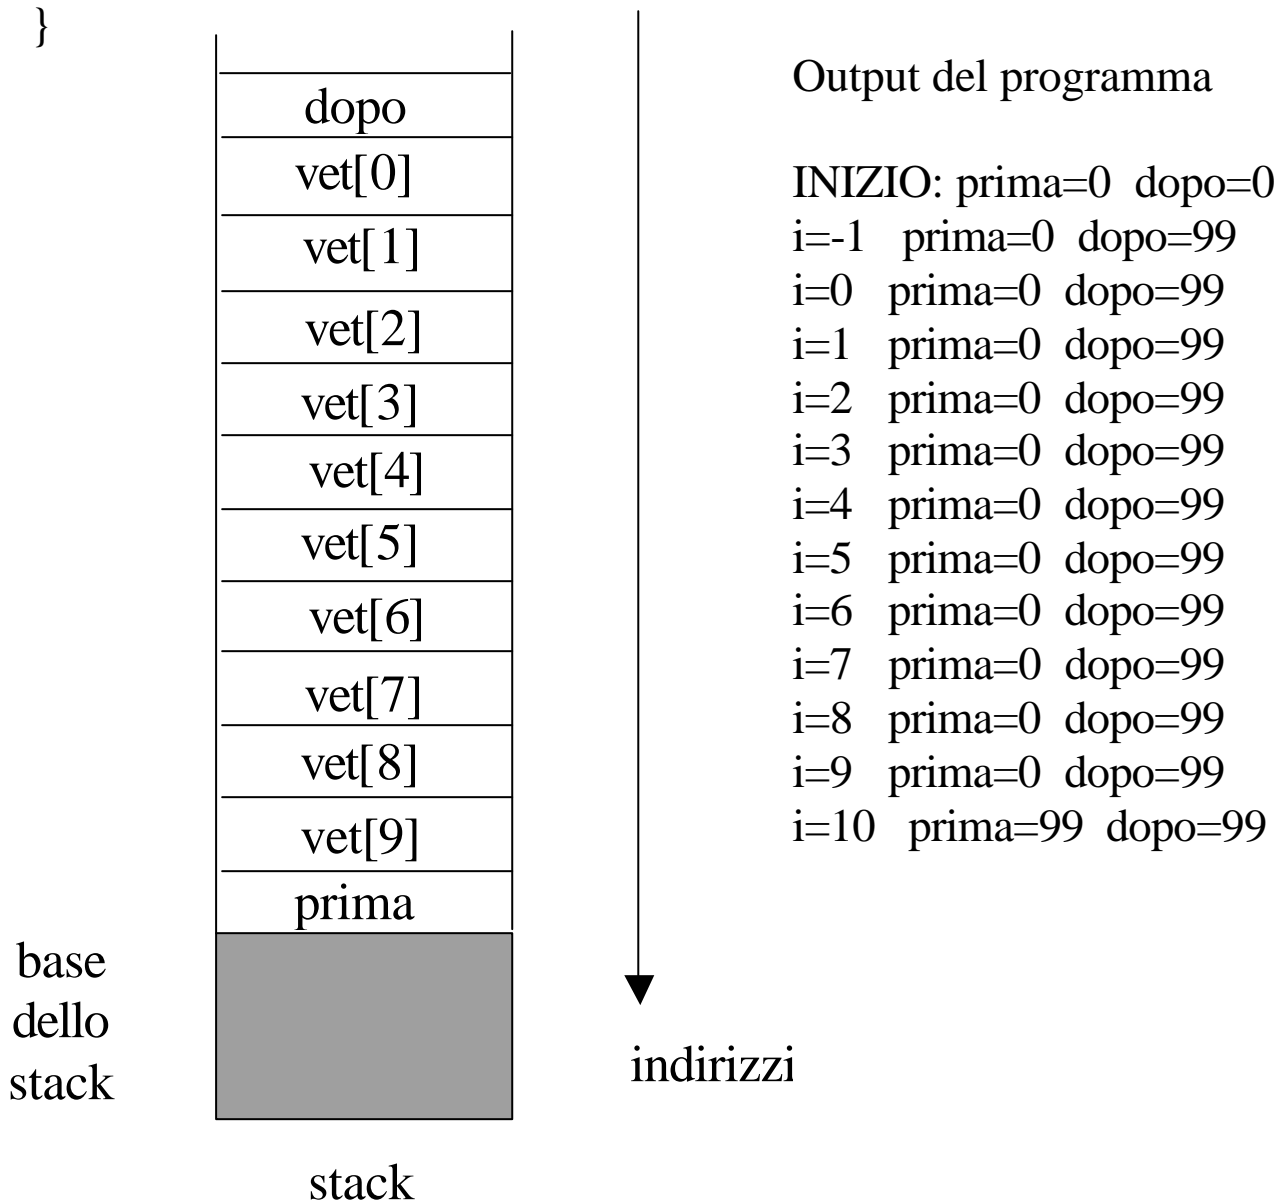 }
dopo
vet[0]
vet[1]
vet[2]
vet[3]
vet[4]
vet[5]
vet[6]
vet[7]
vet[8]
vet[9]
prima
base
dello
stack
stack
indirizzi
Output del programma
INIZIO: prima=0 dopo=0
i=-1 prima=0 dopo=99
i=0 prima=0 dopo=99
i=1 prima=0 dopo=99
i=2 prima=0 dopo=99
i=3 prima=0 dopo=99
i=4 prima=0 dopo=99
i=5 prima=0 dopo=99
i=6 prima=0 dopo=99
i=7 prima=0 dopo=99
i=8 prima=0 dopo=99
i=9 prima=0 dopo=99
i=10 prima=99 dopo=99